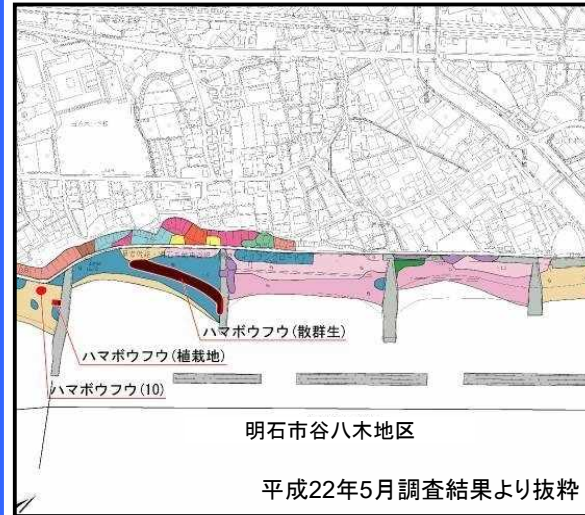 ハマボウフウ(散群生)
ハマボウフウ(植栽地)
ハマボウフウ(10)
明石市谷八木地区
平成22年5月調査結果より抜粋